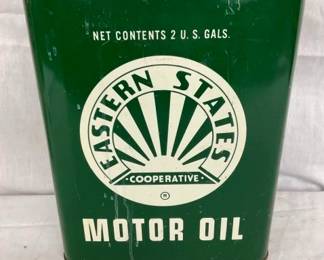 NET CONTENTS 2 U. S. GALS.
EASTERN STATES
· COOPERATIVE ·
®
MOTOR OIL